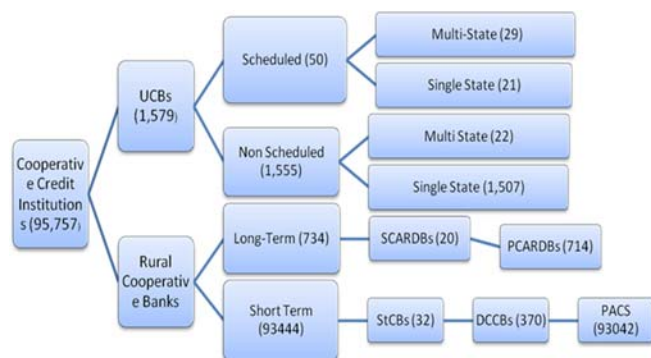 Cooperativ
e Credit
Institution
s (95,757)
UCBs
(1,579)
Scheduled (50)
Multi-State (29)
Single State (21)
Non Scheduled
(1,555)
Multi State (22)
Single State (1,507)
Rural
Cooperativ
e Banks
Long-Term (734)
SCARDBs (20)
PCARDBs (714)
Short Term
(93444)
StCBs (32)
DCCBs (370)
PACS
(93042)